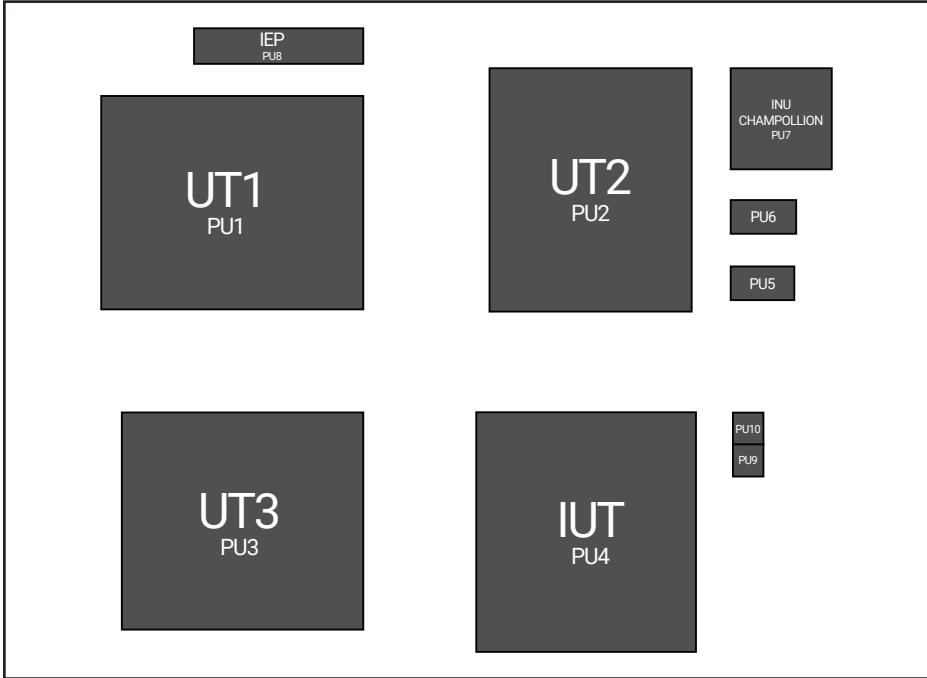 IEP
PU8
UT1
PU1
UT2
PU2
INU
CHAMPOLLION
PU7
PU6
PU5
UT3
PU3
IUT
PU4
PU10
PU9